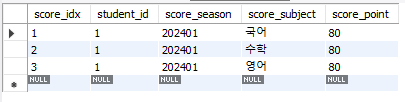 score_idx student_id score_season score_subject score_point
1 1 202401 국어 80
2 1 202401 수학 80
3 1 202401 영어 80
NULL NULL NULL NULL NULL